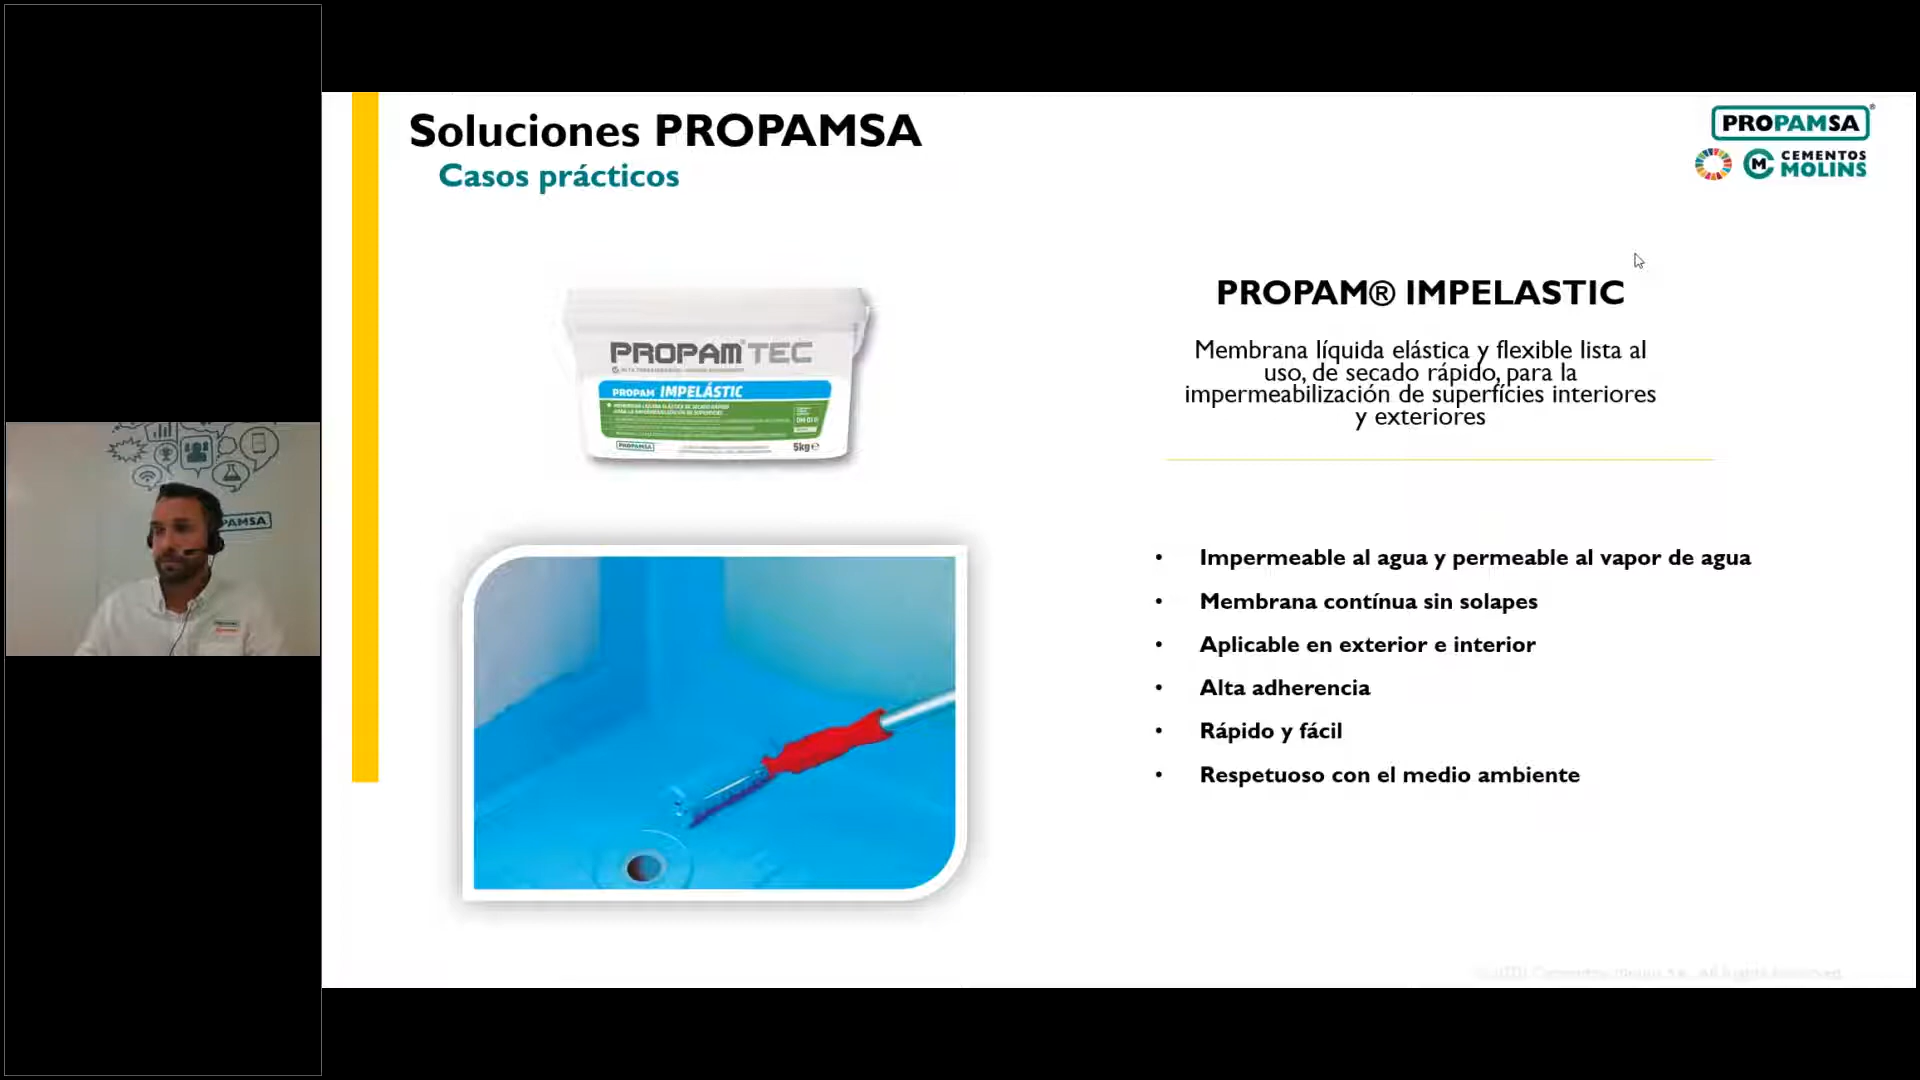 Soluciones PROPAMSA
Casos prácticos
PROPAMSA®
CEMENTOS
MOLINS
PROPAM® TEC
PROPAM IMPELÁSTIC
PROPAMSA
5kg
PAMSA
PROPAM® IMPELASTIC
Membrana líquida elástica y flexible lista al
uso, de secado rápido, para la
impermeabilización de superficies interiores
y exteriores
• Impermeable al agua y permeable al vapor de agua
• Membrana contínua sin solapes
• Aplicable en exterior e interior
• Alta adherencia
• Rápido y fácil
• Respetuoso con el medio ambiente